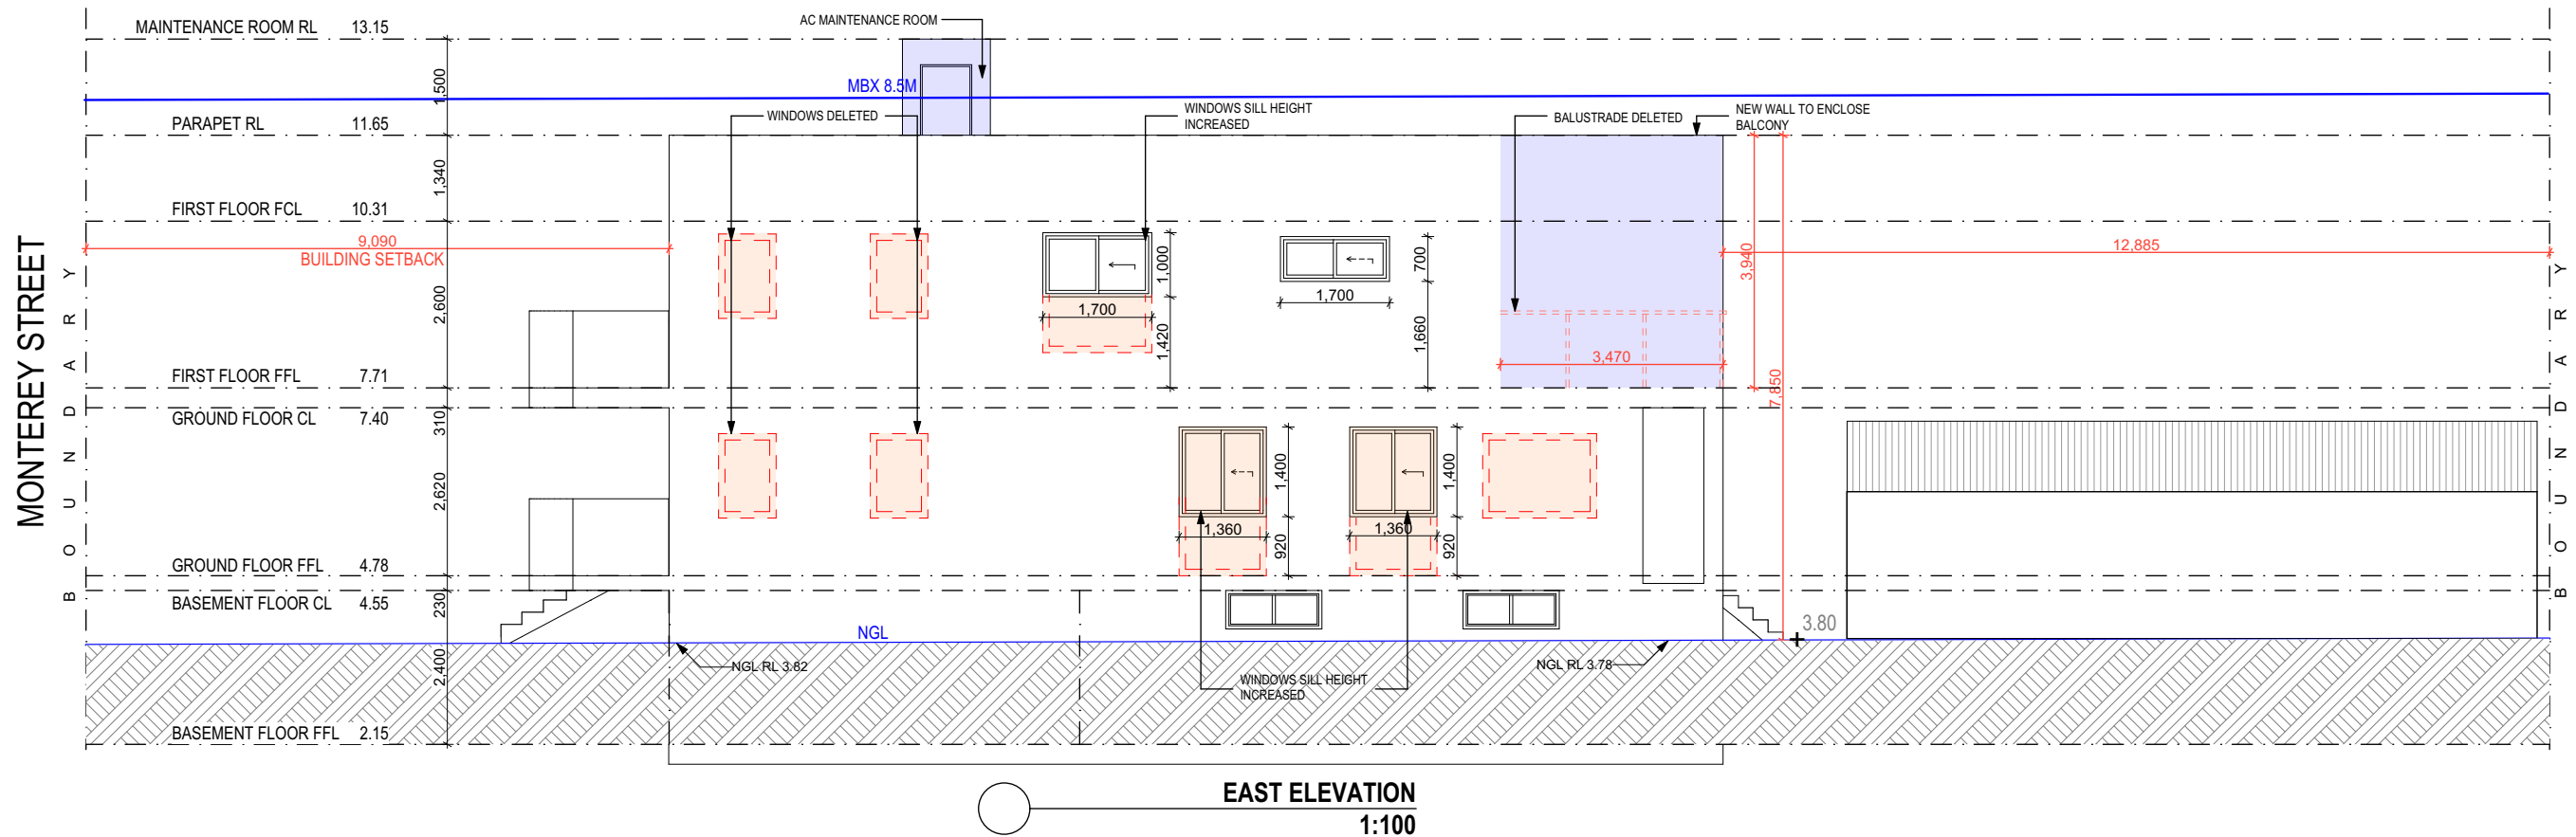 MAINTENANCE ROOM RL 13.15
AC MAINTENANCE ROOM
1,500
MBX 8.5M
WINDOWS DELETED
WINDOWS SILL HEIGHT
INCREASED
BALUSTRADE DELETED
NEW WALL TO ENCLOSE
BALCONY
PARAPET RL 11.65
1,340
FIRST FLOOR FCL 10.31
9,090
BUILDING SETBACK
2,600
1,000
1,700
1,420
700
1,700
1,660
3,940
12,885
3,470
7,850
FIRST FLOOR FFL 7.71
310
GROUND FLOOR CL 7.40
2,620
1,400
1,360
920
1,400
1,360
920
GROUND FLOOR FFL 4.78
230
BASEMENT FLOOR CL 4.55
NGL
3.80
NGL RL 3.82
NGL RL 3.78
2,400
WINDOWS SILL HEIGHT
INCREASED
BASEMENT FLOOR FFL 2.15
MONTEREY STREET
BOUNDARY
BOUNDARY
EAST ELEVATION
1:100